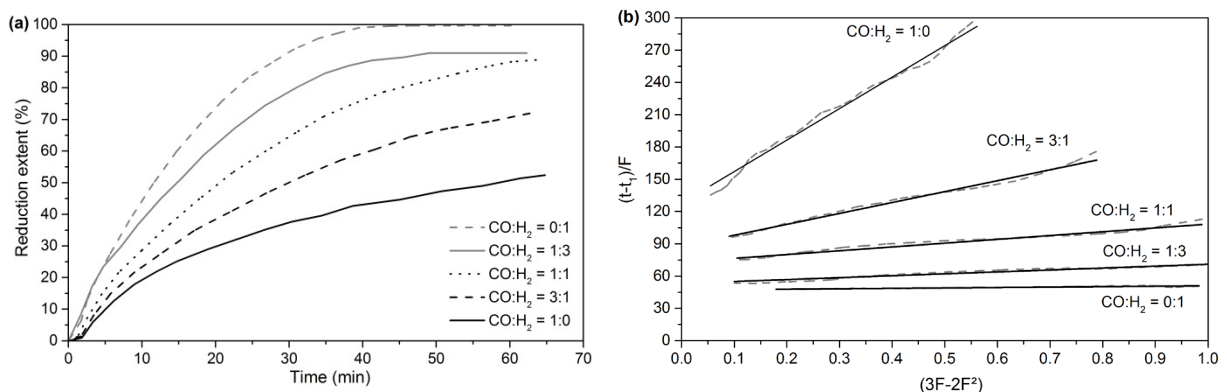 (a)
100
90
80
70
60
50
40
30
20
10
0
Reduction extent (%)
CO:H₂ = 0:1
CO:H₂ = 1:3
CO:H₂ = 1:1
CO:H₂ = 3:1
CO:H₂ = 1:0
0 10 20 30 40 50 60 70
Time (min)
(b)
300
270
240
210
180
150
120
90
60
30
0
(t-t₁)/F
CO:H₂ = 1:0
CO:H₂ = 3:1
CO:H₂ = 1:1
CO:H₂ = 1:3
CO:H₂ = 0:1
0.0 0.1 0.2 0.3 0.4 0.5 0.6 0.7 0.8 0.9 1.0
(3F-2F²)